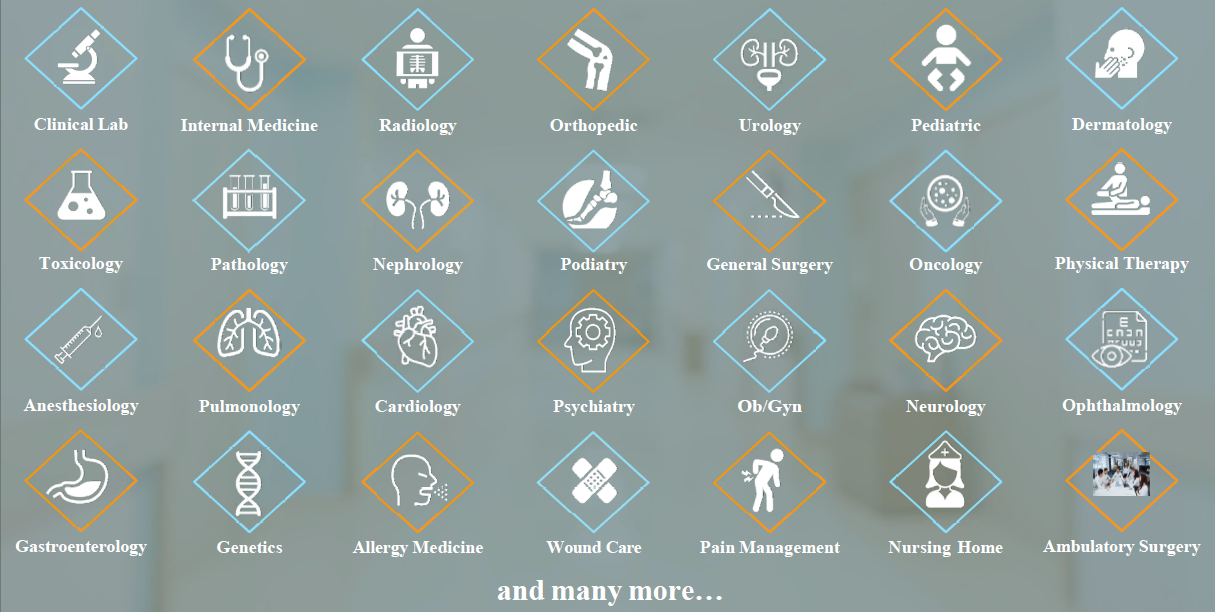 Clinical Lab
Internal Medicine
Radiology
Orthopedic
Urology
Pediatric
Dermatology
Toxicology
Pathology
Nephrology
Podiatry
General Surgery
Oncology
Physical Therapy
Anesthesiology
Pulmonology
Cardiology
Psychiatry
Ob/Gyn
Neurology
Ophthalmology
Gastroenterology
Genetics
Allergy Medicine
Wound Care
Pain Management
Nursing Home
Ambulatory Surgery
and many more…